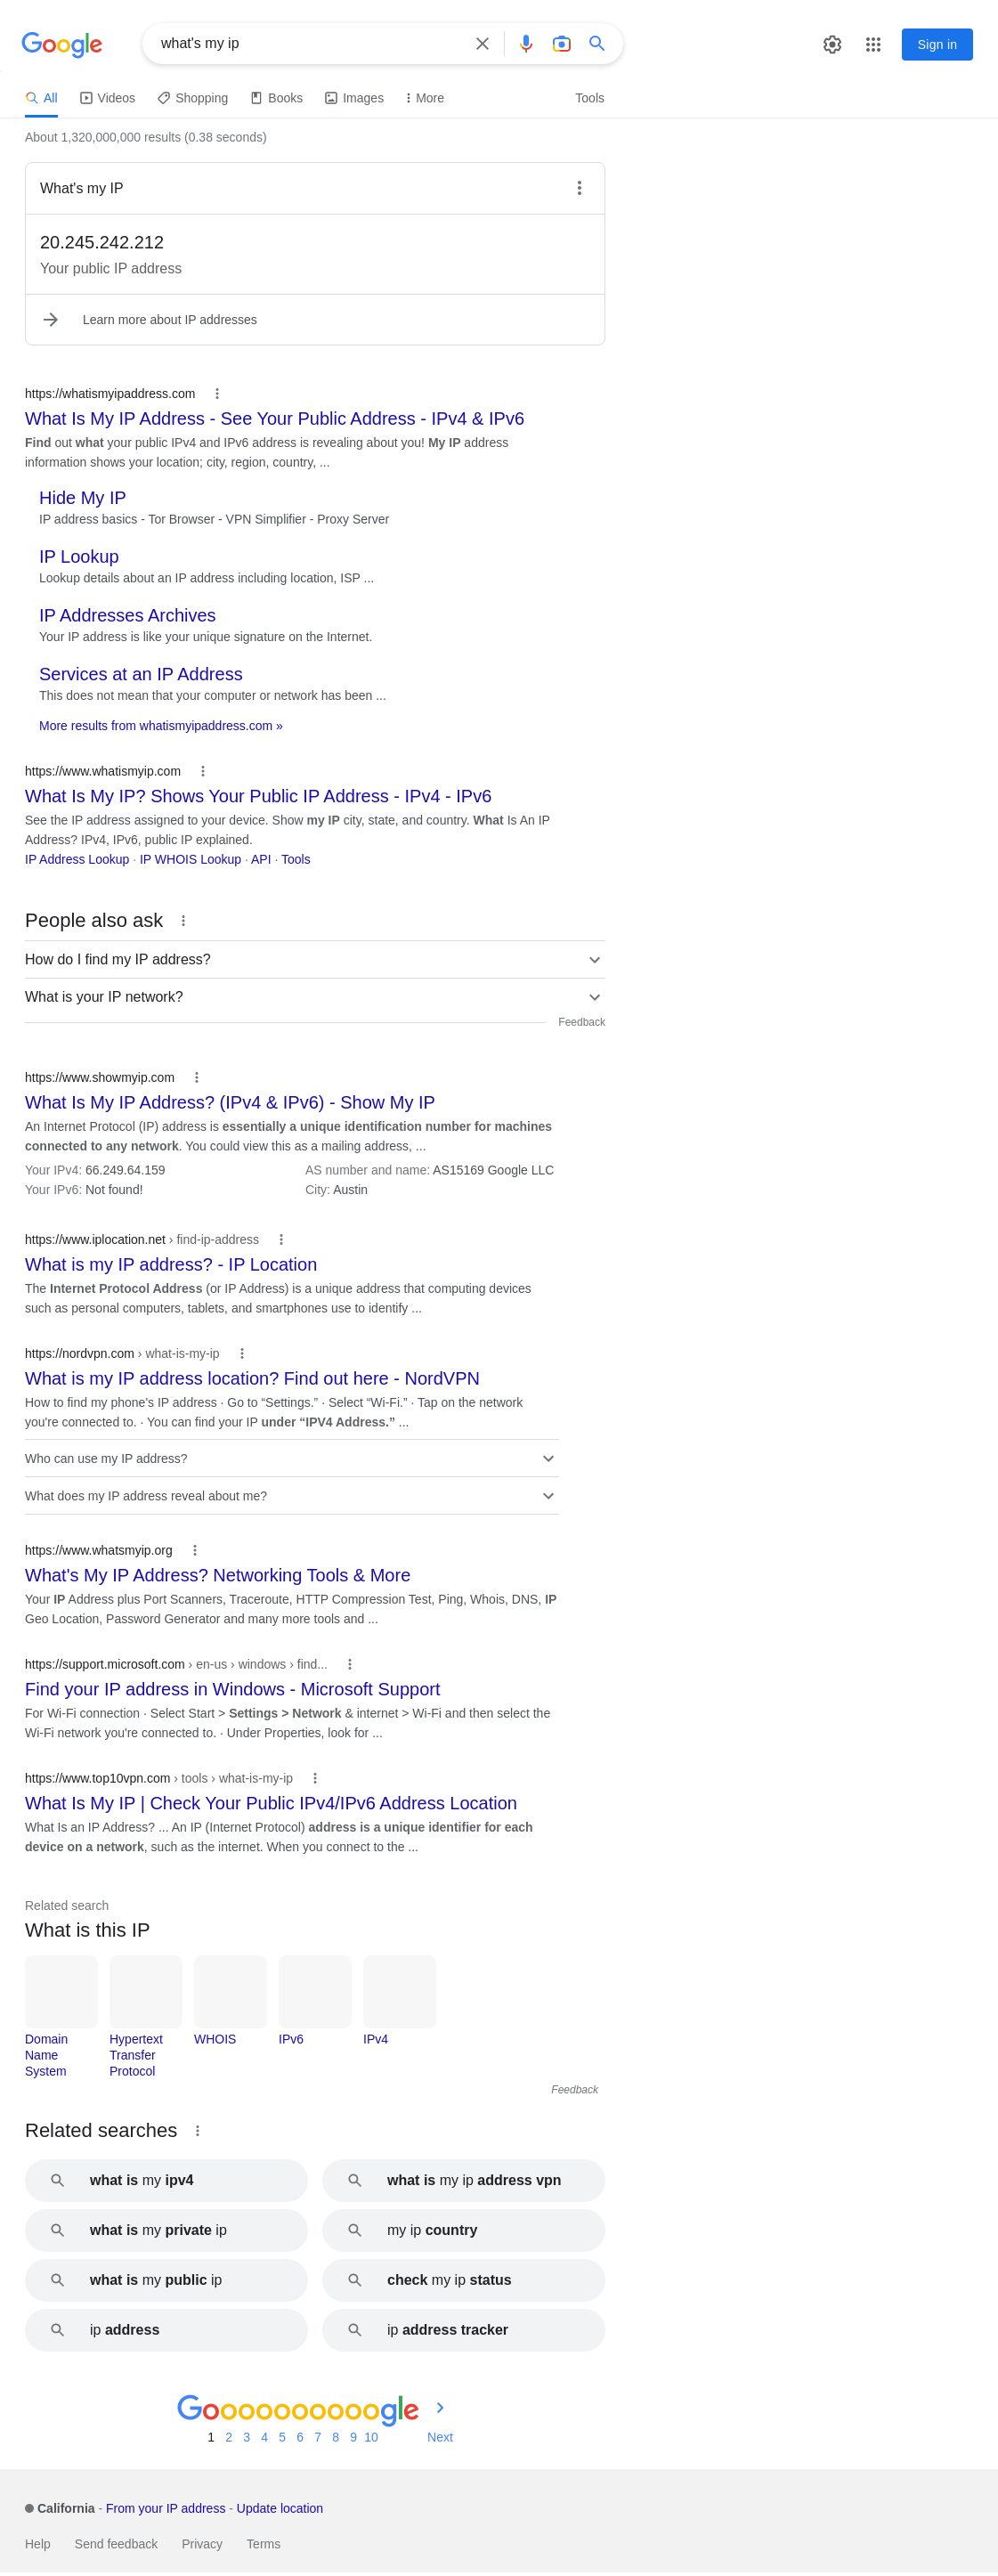 Google
what's my ip
Sign in
All
Videos
Shopping
Books
Images
More
Tools
About 1,320,000,000 results (0.38 seconds)
What's my IP
20.245.242.212
Your public IP address
Learn more about IP addresses
https://whatismyipaddress.com
What Is My IP Address - See Your Public Address - IPv4 & IPv6
Find out what your public IPv4 and IPv6 address is revealing about you! My IP address
information shows your location; city, region, country, ...
Hide My IP
IP address basics - Tor Browser - VPN Simplifier - Proxy Server
IP Lookup
Lookup details about an IP address including location, ISP ...
IP Addresses Archives
Your IP address is like your unique signature on the Internet.
Services at an IP Address
This does not mean that your computer or network has been ...
More results from whatismyipaddress.com »
https://www.whatismyip.com
What Is My IP? Shows Your Public IP Address - IPv4 - IPv6
See the IP address assigned to your device. Show my IP city, state, and country. What Is An IP
Address? IPv4, IPv6, public IP explained.
IP Address Lookup · IP WHOIS Lookup · API · Tools
People also ask
How do I find my IP address?
What is your IP network?
Feedback
https://www.showmyip.com
What Is My IP Address? (IPv4 & IPv6) - Show My IP
An Internet Protocol (IP) address is essentially a unique identification number for machines
connected to any network. You could view this as a mailing address, ...
Your IPv4: 66.249.64.159
AS number and name: AS15169 Google LLC
Your IPv6: Not found!
City: Austin
https://www.iplocation.net › find-ip-address
What is my IP address? - IP Location
The Internet Protocol Address (or IP Address) is a unique address that computing devices
such as personal computers, tablets, and smartphones use to identify ...
https://nordvpn.com › what-is-my-ip
What is my IP address location? Find out here - NordVPN
How to find my phone's IP address · Go to “Settings.” · Select “Wi-Fi.” · Tap on the network
you're connected to. · You can find your IP under “IPV4 Address.” ...
Who can use my IP address?
What does my IP address reveal about me?
https://www.whatsmyip.org
What's My IP Address? Networking Tools & More
Your IP Address plus Port Scanners, Traceroute, HTTP Compression Test, Ping, Whois, DNS, IP
Geo Location, Password Generator and many more tools and ...
https://support.microsoft.com › en-us › windows › find...
Find your IP address in Windows - Microsoft Support
For Wi-Fi connection · Select Start > Settings > Network & internet > Wi-Fi and then select the
Wi-Fi network you're connected to. · Under Properties, look for ...
https://www.top10vpn.com › tools › what-is-my-ip
What Is My IP | Check Your Public IPv4/IPv6 Address Location
What Is an IP Address? ... An IP (Internet Protocol) address is a unique identifier for each
device on a network, such as the internet. When you connect to the ...
Related search
What is this IP
Domain
Name
System
Hypertext
Transfer
Protocol
WHOIS
IPv6
IPv4
Feedback
Related searches
what is my ipv4
what is my ip address vpn
what is my private ip
my ip country
what is my public ip
check my ip status
ip address
ip address tracker
Goooooooooogle
1 2 3 4 5 6 7 8 9 10 Next
California - From your IP address - Update location
Help Send feedback Privacy Terms